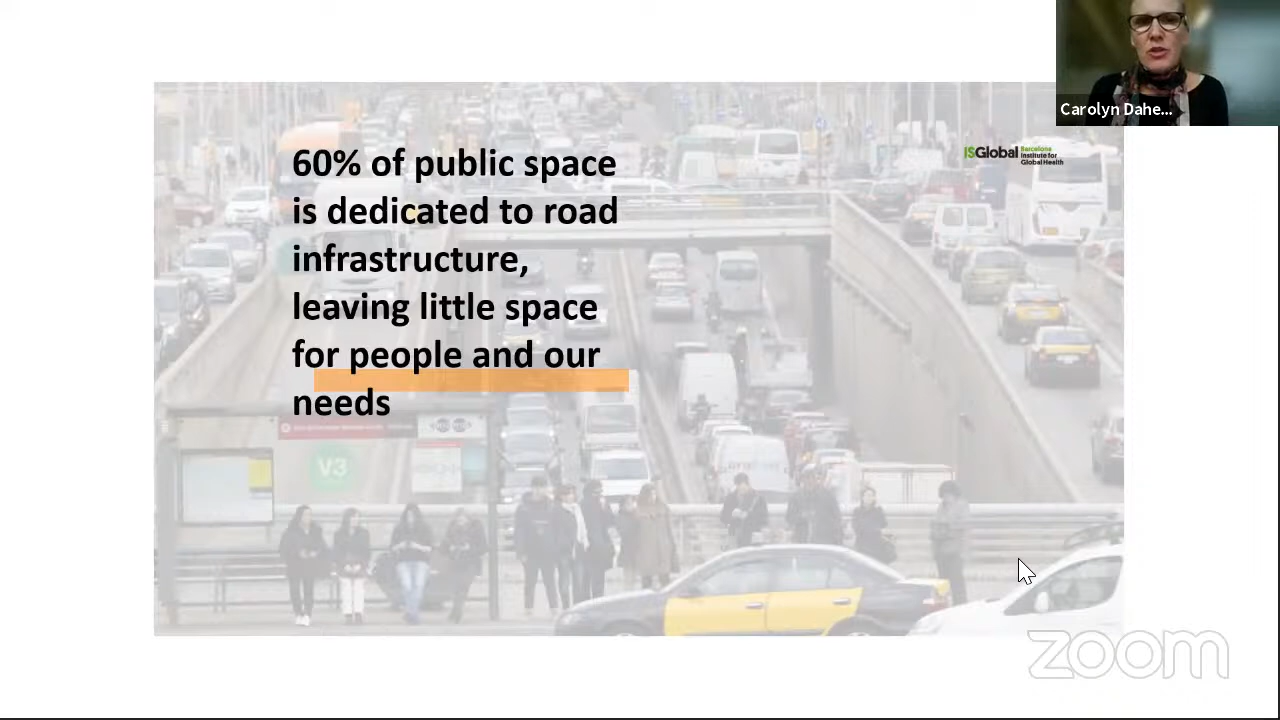 Carolyn Dahe...
ISGlobal Barcelona
Institute for
Global Health
60% of public space
is dedicated to road
infrastructure,
leaving little space
for people and our
needs
V3
zoom